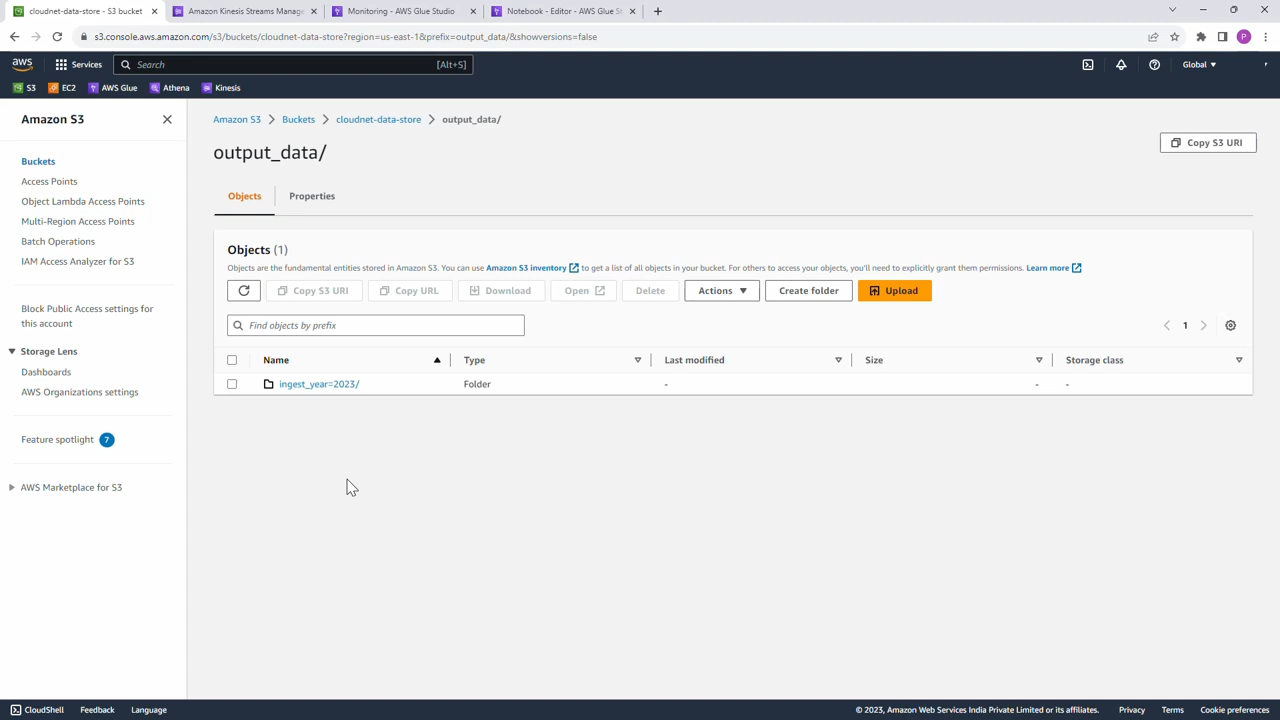 cloudnet-data-store - S3 bucket
Amazon Kinesis Streams Manage
Monitoring - AWS Glue Studio
Notebook - Editor - AWS Glue St
s3.console.aws.amazon.com/s3/buckets/cloudnet-data-store?region=us-east-1&prefix=output_data/&showversions=false
P
aws
Services
Search
[Alt+S]
Global
S3
EC2
AWS Glue
Athena
Kinesis
Amazon S3
Buckets
Access Points
Object Lambda Access Points
Multi-Region Access Points
Batch Operations
IAM Access Analyzer for S3
Block Public Access settings for
this account
Storage Lens
Dashboards
AWS Organizations settings
Feature spotlight 7
AWS Marketplace for S3
Amazon S3 > Buckets > cloudnet-data-store > output_data/
output_data/
Copy S3 URI
Objects
Properties
Objects (1)
Objects are the fundamental entities stored in Amazon S3. You can use Amazon S3 inventory to get a list of all objects in your bucket. For others to access your objects, you'll need to explicitly grant them permissions. Learn more
Copy S3 URI
Copy URL
Download
Open
Delete
Actions
Create folder
Upload
Find objects by prefix
1
Name
Type
Last modified
Size
Storage class
ingest_year=2023/
Folder
-
-
-
CloudShell
Feedback
Language
© 2023, Amazon Web Services India Private Limited or its affiliates.
Privacy
Terms
Cookie preferences